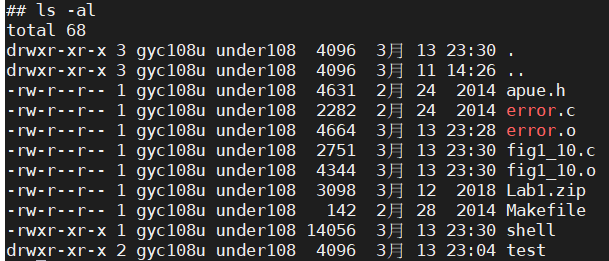 ## ls -al
total 68
drwxr-xr-x 3 gyc108u under108  4096  3月 13 23:30 .
drwxr-xr-x 3 gyc108u under108  4096  3月 11 14:26 ..
-rw-r--r-- 1 gyc108u under108  4631  2月 24  2014 apue.h
-rw-r--r-- 1 gyc108u under108  2282  2月 24  2014 error.c
-rw-r--r-- 1 gyc108u under108  4664  3月 13 23:28 error.o
-rw-r--r-- 1 gyc108u under108  2751  3月 13 23:30 fig1_10.c
-rw-r--r-- 1 gyc108u under108  4344  3月 13 23:30 fig1_10.o
-rw-r--r-- 1 gyc108u under108  3098  3月 12  2018 Lab1.zip
-rw-r--r-- 1 gyc108u under108   142  2月 28  2014 Makefile
-rwxr-xr-x 1 gyc108u under108 14056  3月 13 23:30 shell
drwxr-xr-x 2 gyc108u under108  4096  3月 13 23:04 test